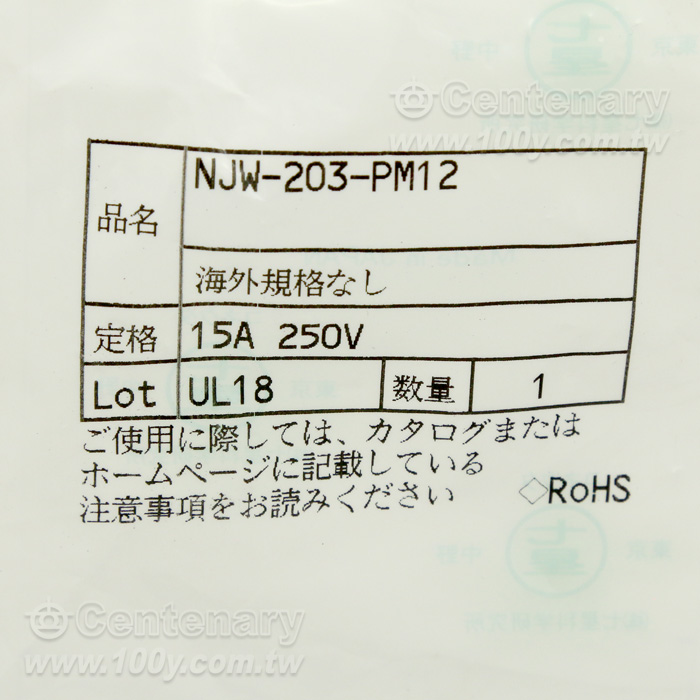 Centenary
www.100y.com.tw
品名 NJW-203-PM12
海外規格なし
定格 15A 250V
Lot UL18 数量 1
ご使用に際しては、カタログまたは
ホームページに記載している
注意事項をお読みください ◇RoHS
Centenary
www.100y.com.tw